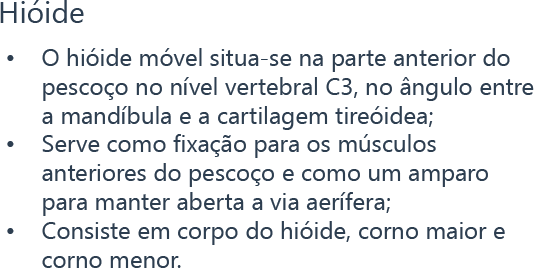 Hióide
• O hióide móvel situa-se na parte anterior do
pescoço no nível vertebral C3, no ângulo entre
a mandíbula e a cartilagem tireóidea;
• Serve como fixação para os músculos
anteriores do pescoço e como um amparo
para manter aberta a via aerífera;
• Consiste em corpo do hióide, corno maior e
corno menor.